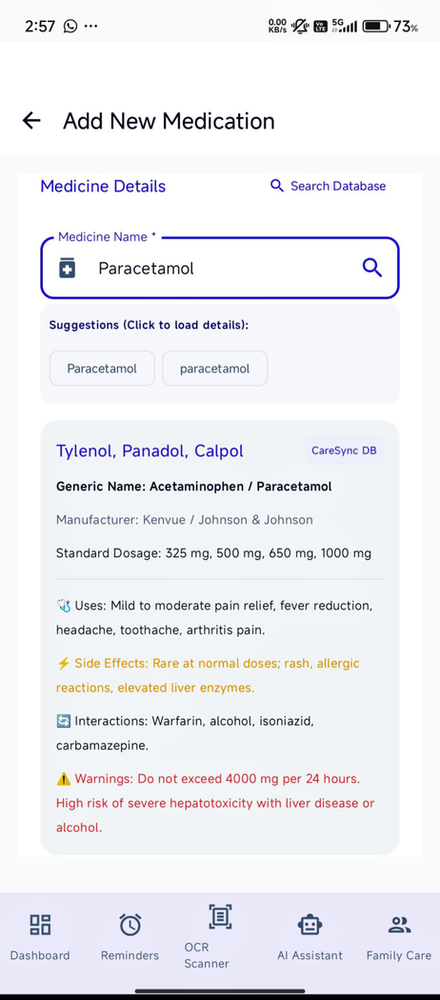 2:57 ... 0.00 KB/s Vo LTE 5G 73%
Add New Medication
Medicine Details Search Database
Medicine Name *
Paracetamol
Suggestions (Click to load details):
Paracetamol paracetamol
Tylenol, Panadol, Calpol CareSync DB
Generic Name: Acetaminophen / Paracetamol
Manufacturer: Kenvue / Johnson & Johnson
Standard Dosage: 325 mg, 500 mg, 650 mg, 1000 mg
🩺 Uses: Mild to moderate pain relief, fever reduction,
headache, toothache, arthritis pain.
⚡ Side Effects: Rare at normal doses; rash, allergic
reactions, elevated liver enzymes.
🔄 Interactions: Warfarin, alcohol, isoniazid,
carbamazepine.
⚠️ Warnings: Do not exceed 4000 mg per 24 hours.
High risk of severe hepatotoxicity with liver disease or
alcohol.
Dashboard Reminders OCR Scanner AI Assistant Family Care